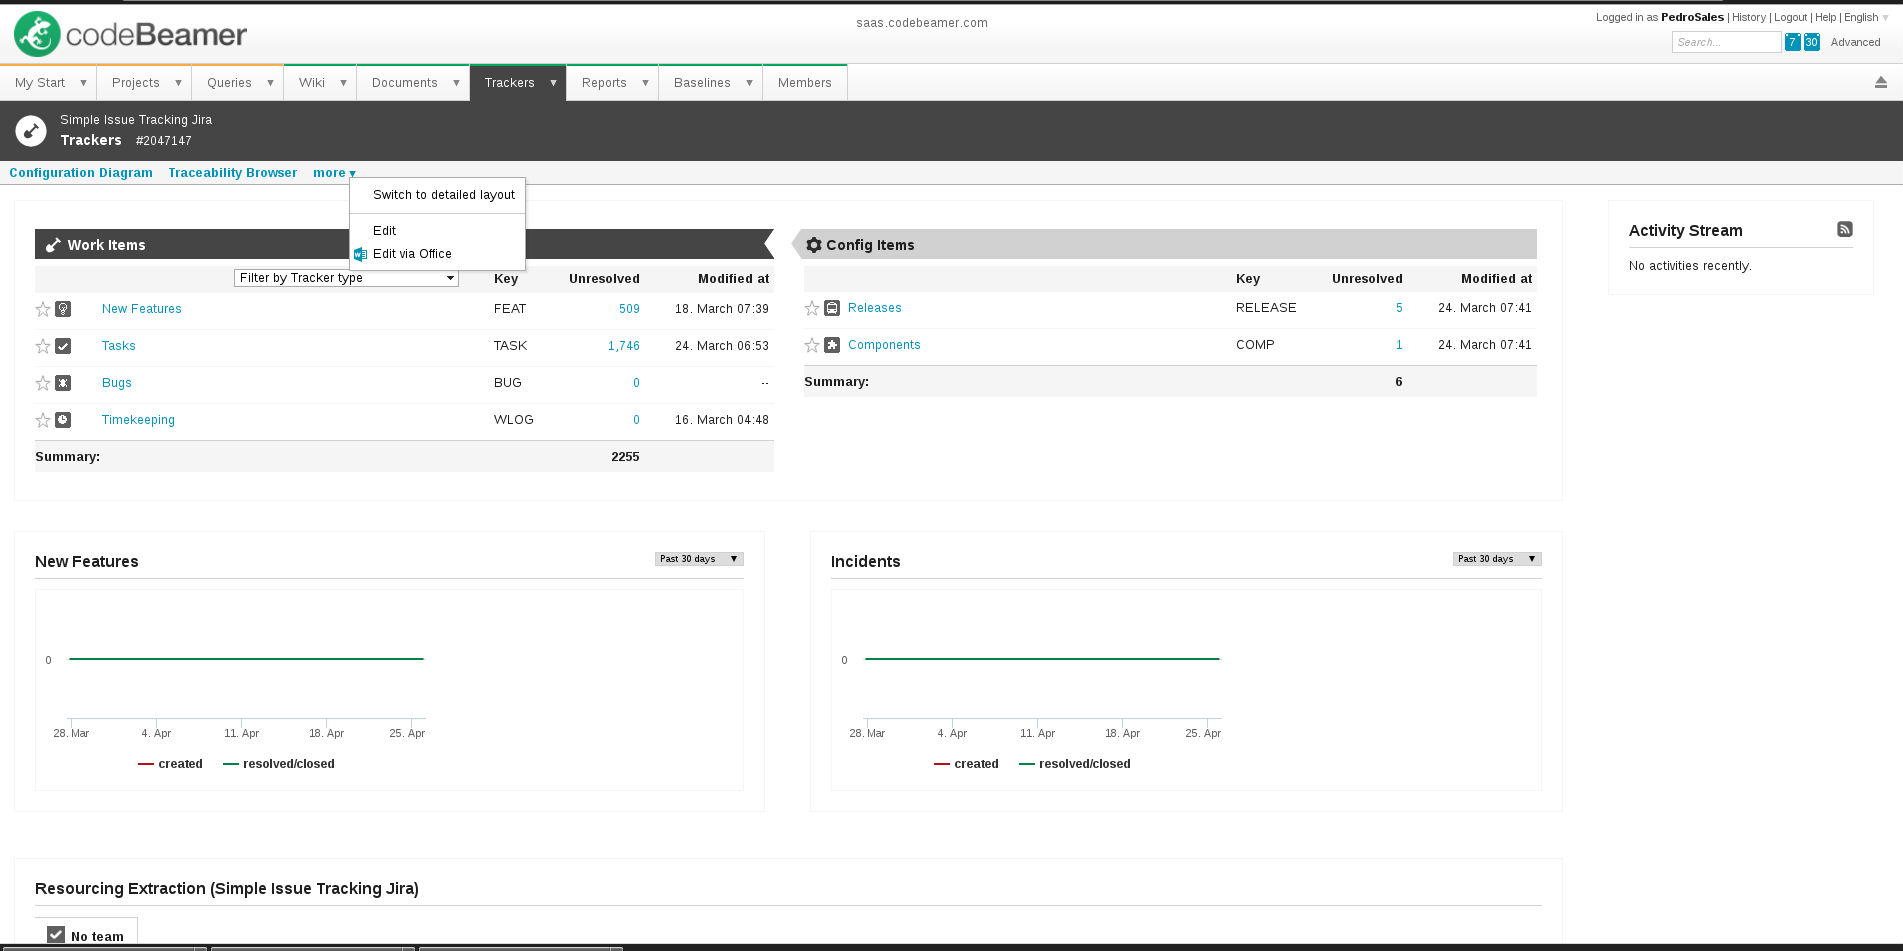 codeBeamer
saas.codebeamer.com
Logged in as PedroSales | History | Logout | Help | English
Search... 7 30 Advanced
My Start Projects Queries Wiki Documents Trackers Reports Baselines Members
Simple Issue Tracking Jira
Trackers #2047147
Configuration Diagram Traceability Browser more
Switch to detailed layout
Edit
Edit via Office
Work Items
Filter by Tracker type Key Unresolved Modified at
New Features FEAT 509 18. March 07:39
Tasks TASK 1,746 24. March 06:53
Bugs BUG 0 --
Timekeeping WLOG 0 16. March 04:48
Summary: 2255
Config Items
Key Unresolved Modified at
Releases RELEASE 5 24. March 07:41
Components COMP 1 24. March 07:41
Summary: 6
Activity Stream
No activities recently.
New Features Past 30 days
0
28. Mar 4. Apr 11. Apr 18. Apr 25. Apr
created resolved/closed
Incidents Past 30 days
0
28. Mar 4. Apr 11. Apr 18. Apr 25. Apr
created resolved/closed
Resourcing Extraction (Simple Issue Tracking Jira)
No team